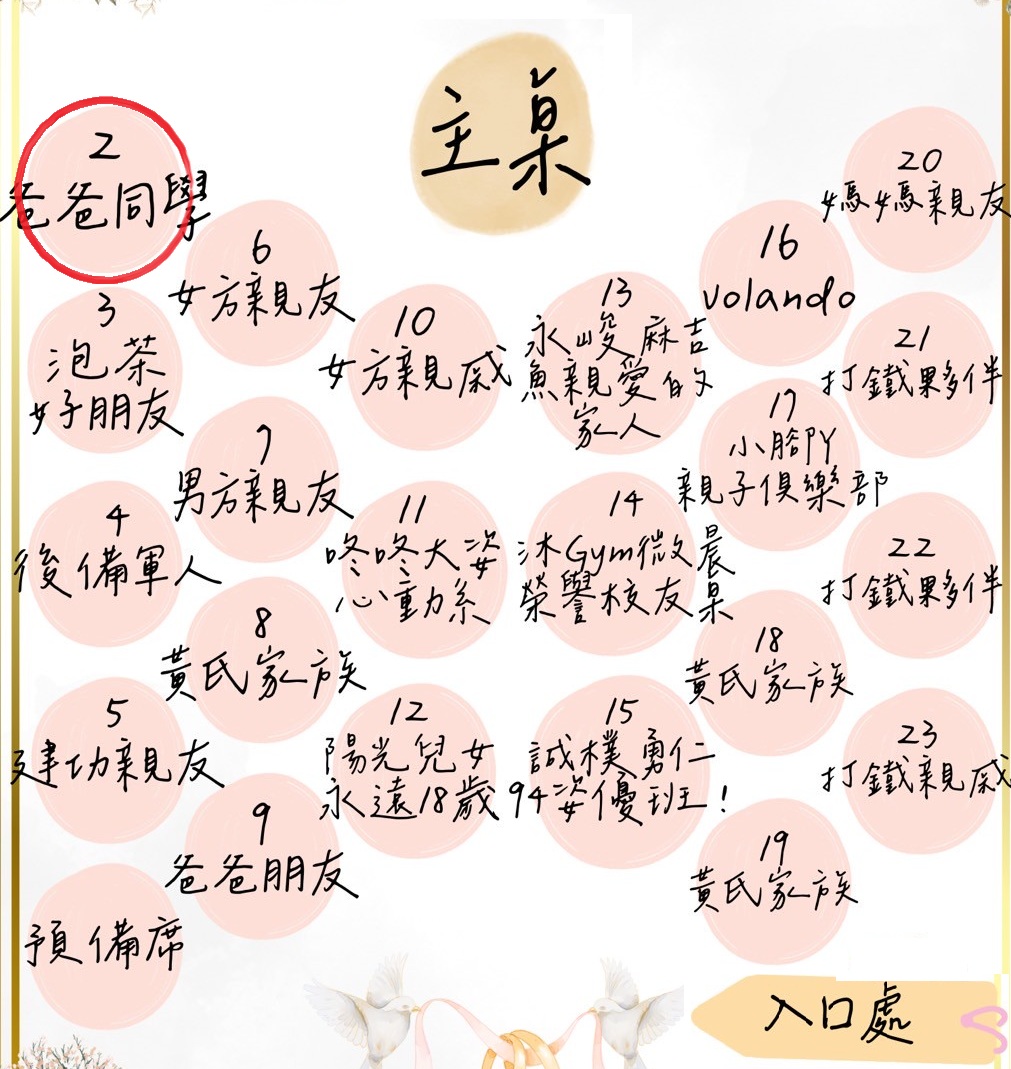 主桌
2
爸爸同學
3
泡茶
好朋友
4
後備軍人
5
建功親友
預備席
6
女方親友
7
男方親友
8
黃氏家族
9
爸爸朋友
10
女方親戚
11
咚咚大姿
心動系
12
陽光兒女
永遠18歲
13
永峻麻吉
魚親愛的
家人
14
沐Gym微晨
榮譽校友桌
15
誠樸勇仁
94姿優班!
16
volando
17
小腳丫
親子俱樂部
18
黃氏家族
19
黃氏家族
20
媽媽親友
21
打鐵夥伴
22
打鐵夥伴
23
打鐵親戚
入口處